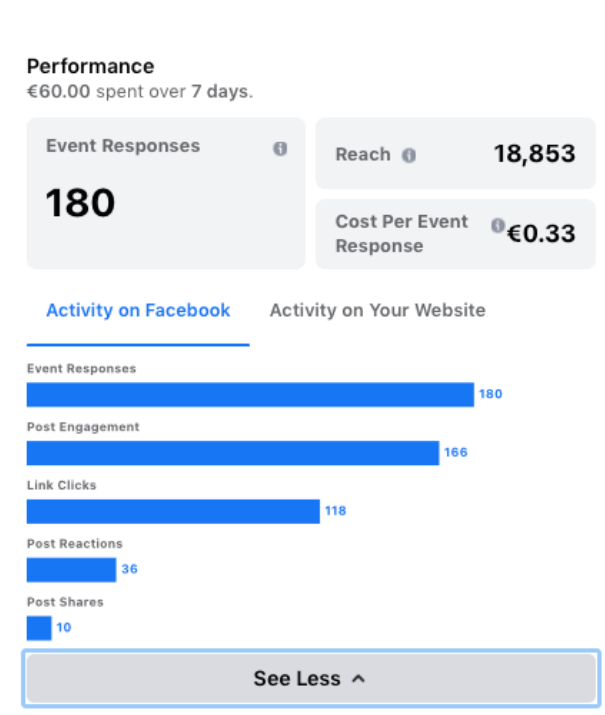 Performance
€60.00 spent over 7 days.
Event Responses
180
Reach 18,853
Cost Per Event
Response
€0.33
Activity on Facebook Activity on Your Website
Event Responses
180
Post Engagement
166
Link Clicks
118
Post Reactions
36
Post Shares
10
See Less